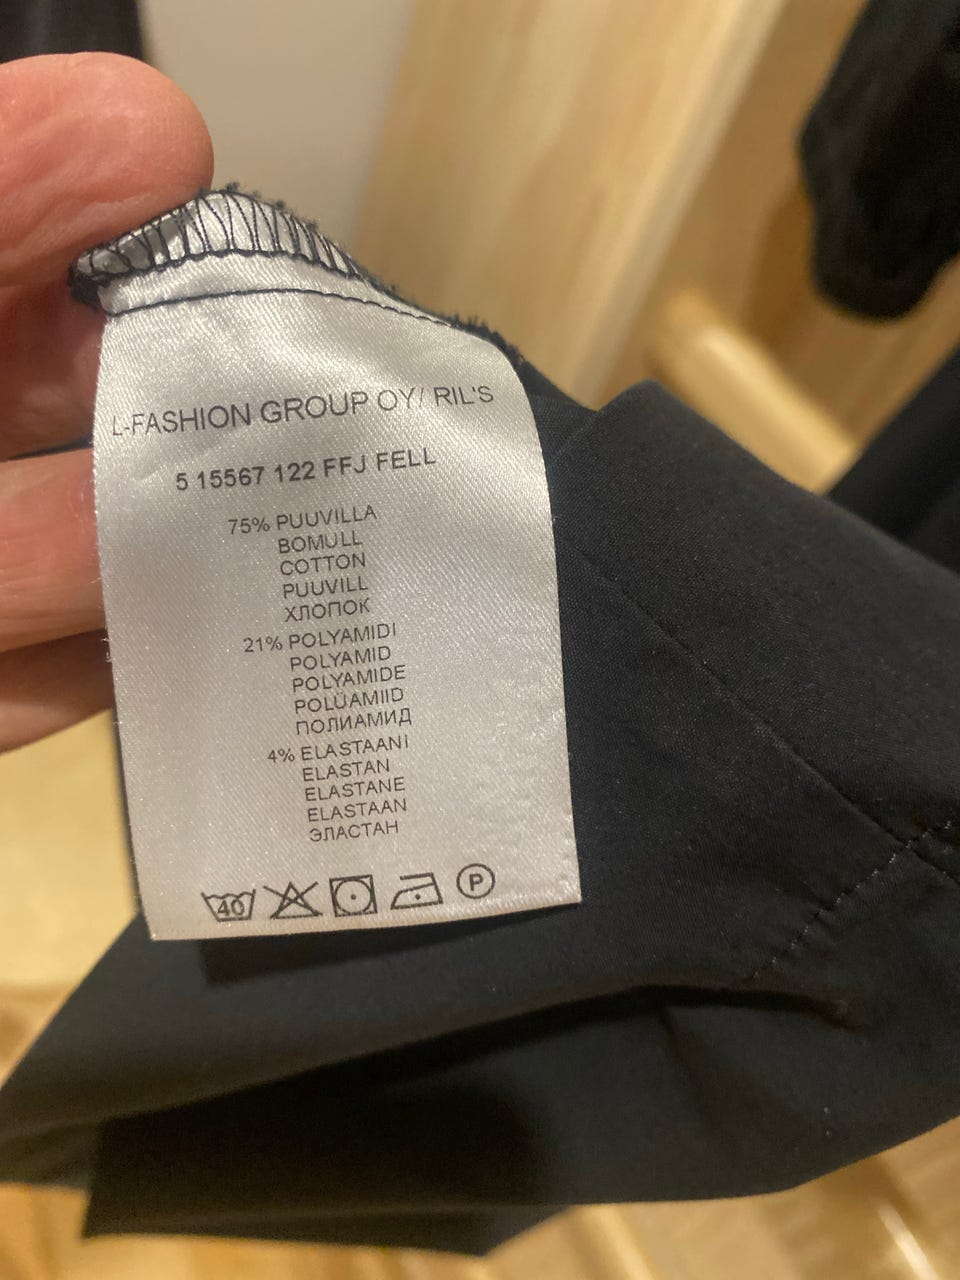 L-FASHION GROUP OY/ RIL'S
5 15567 122 FFJ FELL
75% PUUVILLA
BOMULL
COTTON
PUUVILL
ХЛОПОК
21% POLYAMIDI
POLYAMID
POLYAMIDE
POLÜAMIID
ПОЛИАМИД
4% ELASTAANI
ELASTAN
ELASTANE
ELASTAAN
ЭЛАСТАН
40 P